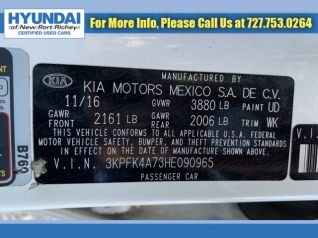 HYUNDAI
of New Port Richey
For More Info, Please Call Us at 727.753.0264
MANUFACTURED BY
KIA KIA MOTORS MEXICO S.A. DE C.V.
11/16 GVWR 3880 LB PAINT UD
GAWR FRONT 2161 LB GAWR REAR 2006 LB TRIM WK
THIS VEHICLE CONFORMS TO ALL APPLICABLE U.S.A. FEDERAL
MOTOR VEHICLE SAFETY, BUMPER, AND THEFT PREVENTION
STANDARDS IN EFFECT ON THE DATE OF MANUFACTURE SHOWN ABOVE.
V.I.N. 3KPFK4A73HE090965
PASSENGER CAR
B760